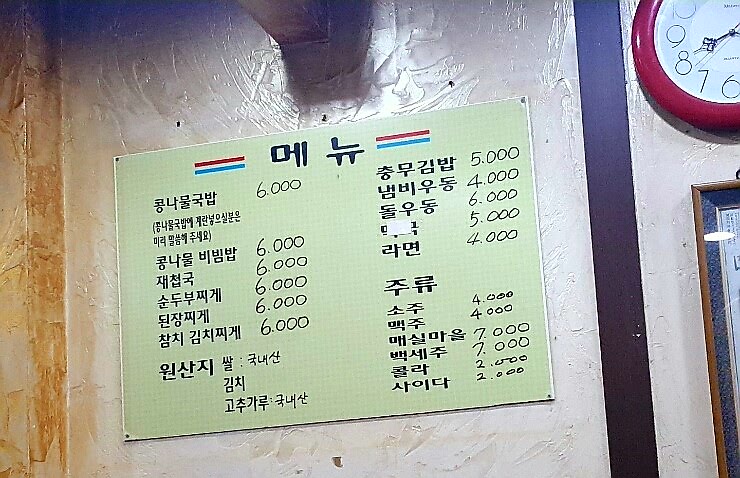 메뉴
콩나물국밥 6.000
(콩나물국밥에 계란넣으실분은
미리 말씀해 주세요)
콩나물 비빔밥 6.000
재첩국 6.000
순두부찌게 6.000
된장찌게 6.000
참치 김치찌게 6.000
원산지 쌀 : 국내산
김치
고추가루:국내산
충무김밥 5.000
냄비우동 4.000
돌우동 6.000
5.000
라면 4.000
주류
소주 4.000
맥주 4.000
매실마을 7.000
백세주 7.000
콜라 2.000
사이다 2.000
10
9
8
7
6